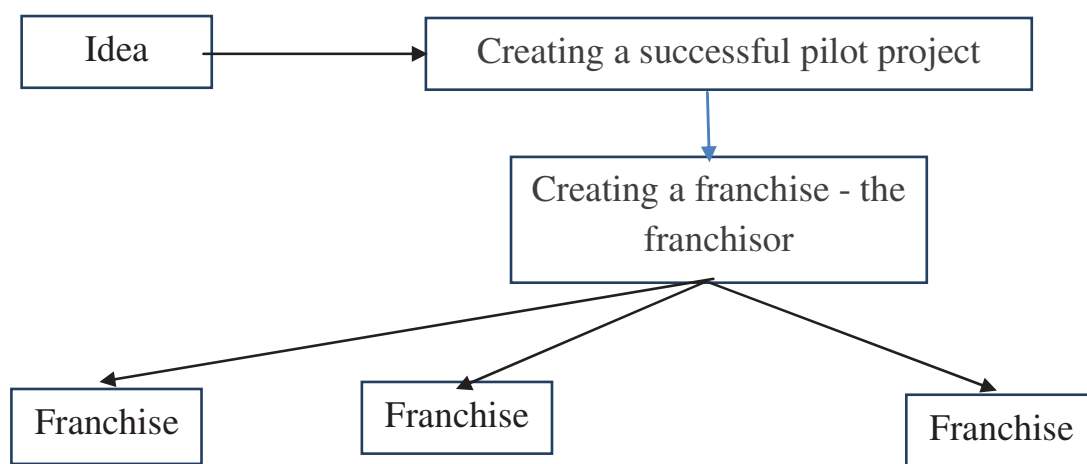 Idea
Creating a successful pilot project
Creating a franchise - the
franchisor
Franchise
Franchise
Franchise